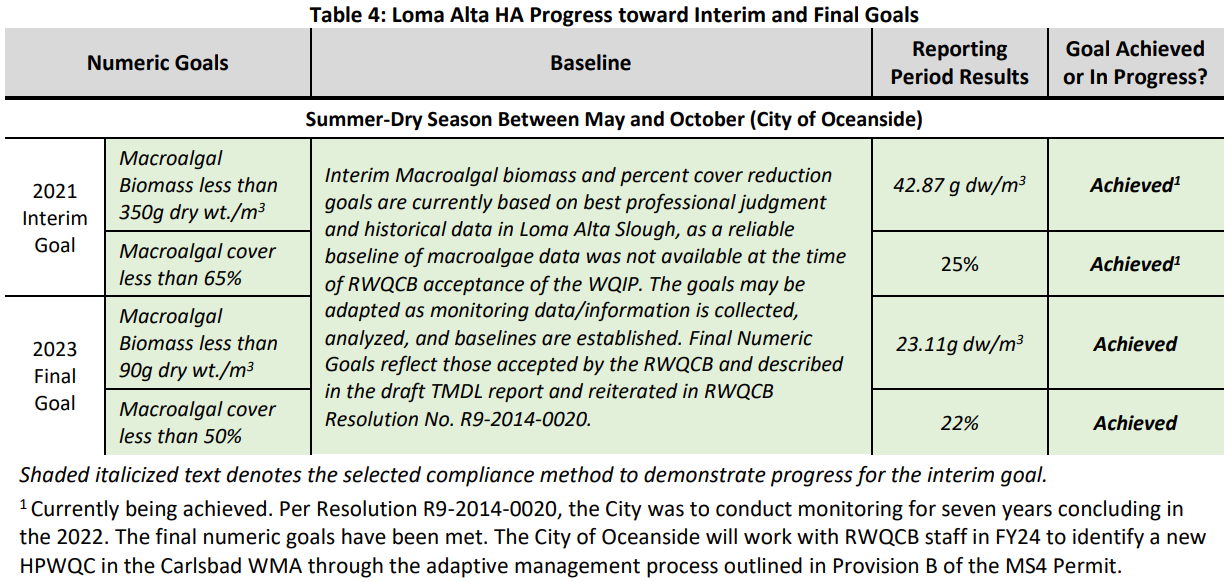 Table 4: Loma Alta HA Progress toward Interim and Final Goals
Numeric Goals
Baseline
Reporting
Period Results
Goal Achieved
or In Progress?
Summer-Dry Season Between May and October (City of Oceanside)
2021
Interim
Goal
Macroalgal
Biomass less than
350g dry wt./m³
Interim Macroalgal biomass and percent cover reduction
goals are currently based on best professional judgment
and historical data in Loma Alta Slough, as a reliable
baseline of macroalgae data was not available at the time
of RWQCB acceptance of the WQIP. The goals may be
adapted as monitoring data/information is collected,
analyzed, and baselines are established. Final Numeric
Goals reflect those accepted by the RWQCB and described
in the draft TMDL report and reiterated in RWQCB
Resolution No. R9-2014-0020.
42.87 g dw/m³
Achieved¹
Macroalgal cover
less than 65%
25%
Achieved¹
2023
Final
Goal
Macroalgal
Biomass less than
90g dry wt./m³
23.11g dw/m³
Achieved
Macroalgal cover
less than 50%
22%
Achieved
Shaded italicized text denotes the selected compliance method to demonstrate progress for the interim goal.
¹ Currently being achieved. Per Resolution R9-2014-0020, the City was to conduct monitoring for seven years concluding in
the 2022. The final numeric goals have been met. The City of Oceanside will work with RWQCB staff in FY24 to identify a new
HPWQC in the Carlsbad WMA through the adaptive management process outlined in Provision B of the MS4 Permit.